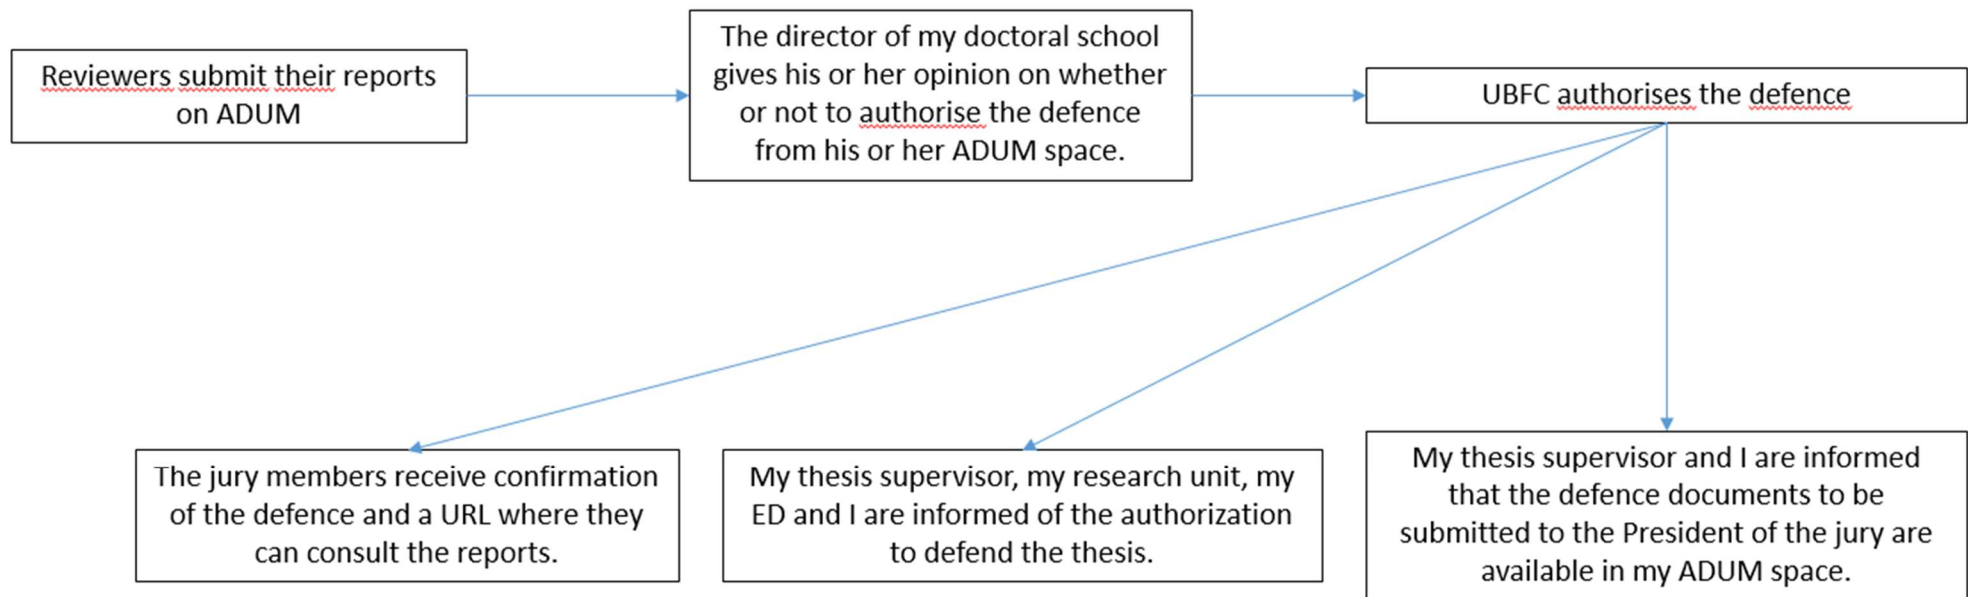 Reviewers submit their reports
on ADUM
The director of my doctoral school
gives his or her opinion on whether
or not to authorise the defence
from his or her ADUM space.
UBFC authorises the defence
The jury members receive confirmation
of the defence and a URL where they
can consult the reports.
My thesis supervisor, my research unit, my
ED and I are informed of the authorization
to defend the thesis.
My thesis supervisor and I are informed
that the defence documents to be
submitted to the President of the jury are
available in my ADUM space.